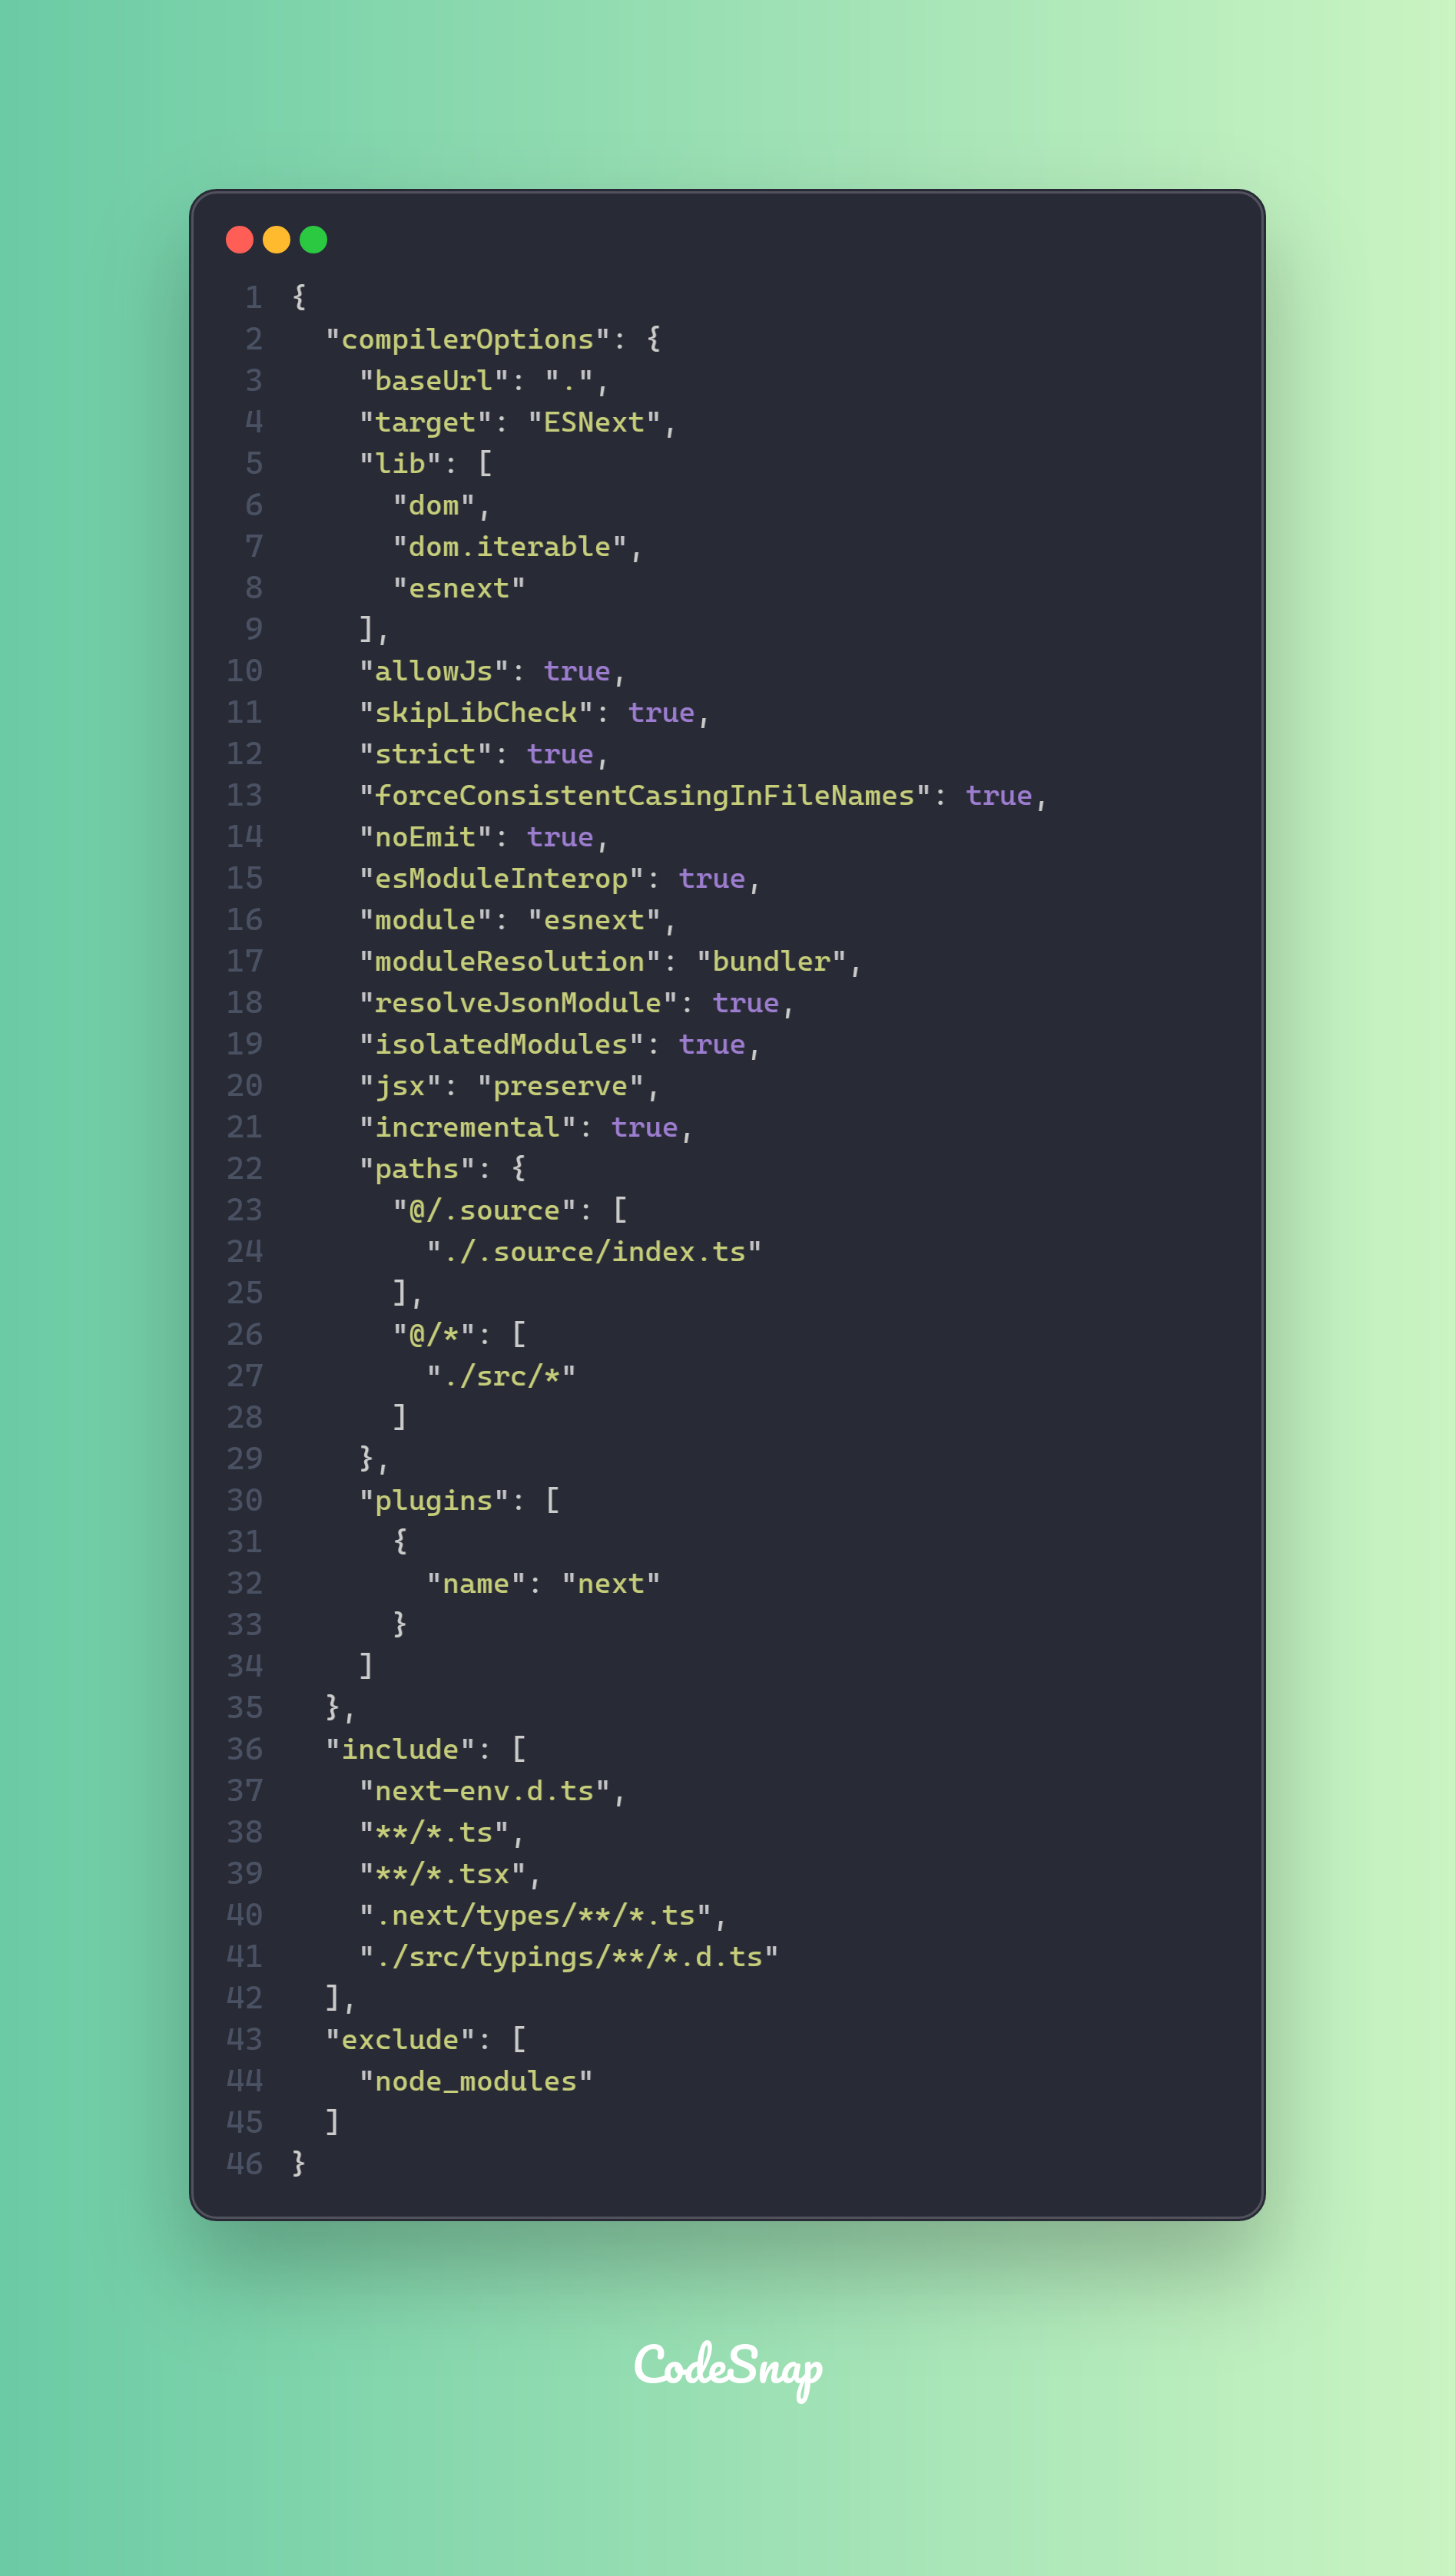 1 {
2   "compilerOptions": {
3     "baseUrl": ".",
4     "target": "ESNext",
5     "lib": [
6       "dom",
7       "dom.iterable",
8       "esnext"
9     ],
10     "allowJs": true,
11     "skipLibCheck": true,
12     "strict": true,
13     "forceConsistentCasingInFileNames": true,
14     "noEmit": true,
15     "esModuleInterop": true,
16     "module": "esnext",
17     "moduleResolution": "bundler",
18     "resolveJsonModule": true,
19     "isolatedModules": true,
20     "jsx": "preserve",
21     "incremental": true,
22     "paths": {
23       "@/.source": [
24         "./.source/index.ts"
25       ],
26       "@/*": [
27         "./src/*"
28       ]
29     },
30     "plugins": [
31       {
32         "name": "next"
33       }
34     ]
35   },
36   "include": [
37     "next-env.d.ts",
38     "**/*.ts",
39     "**/*.tsx",
40     ".next/types/**/*.ts",
41     "./src/typings/**/*.d.ts"
42   ],
43   "exclude": [
44     "node_modules"
45   ]
46 }
CodeSnap